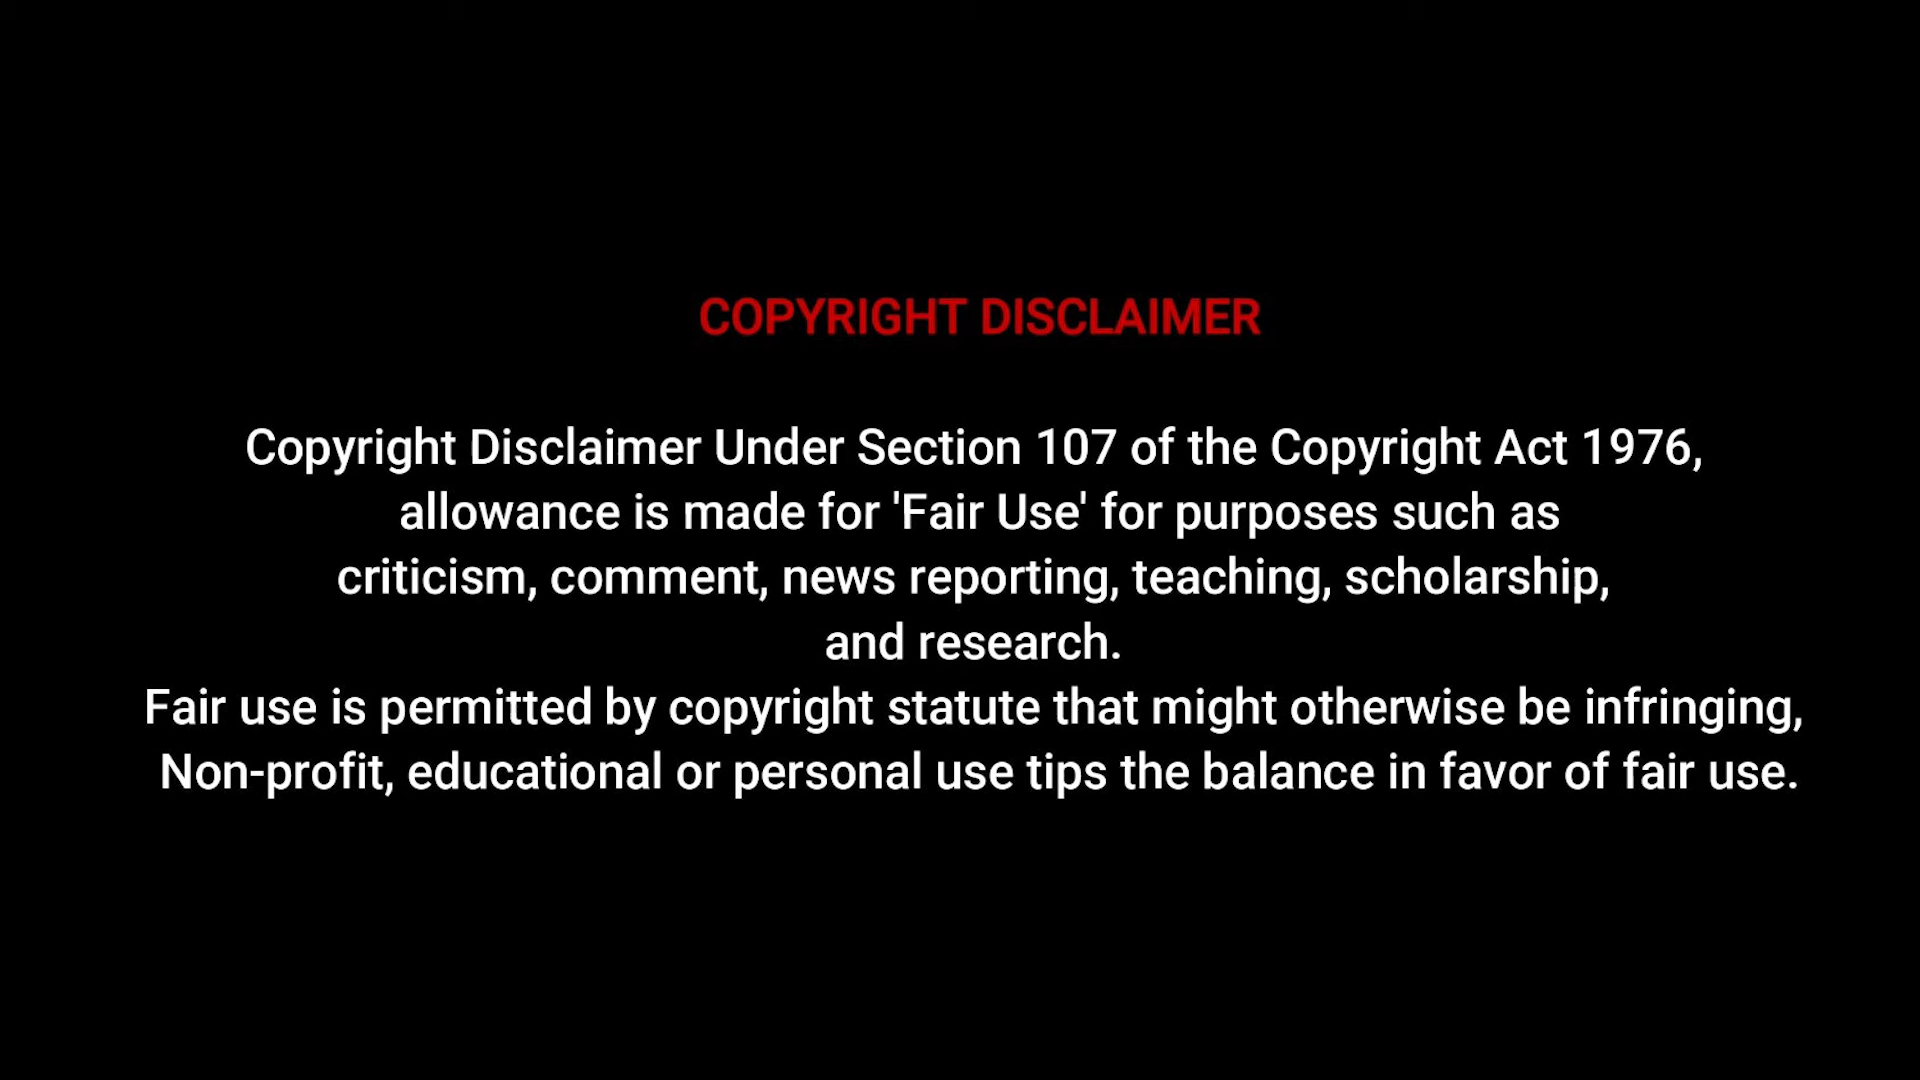 COPYRIGHT DISCLAIMER
Copyright Disclaimer Under Section 107 of the Copyright Act 1976,
allowance is made for 'Fair Use' for purposes such as
criticism, comment, news reporting, teaching, scholarship,
and research.
Fair use is permitted by copyright statute that might otherwise be infringing,
Non-profit, educational or personal use tips the balance in favor of fair use.